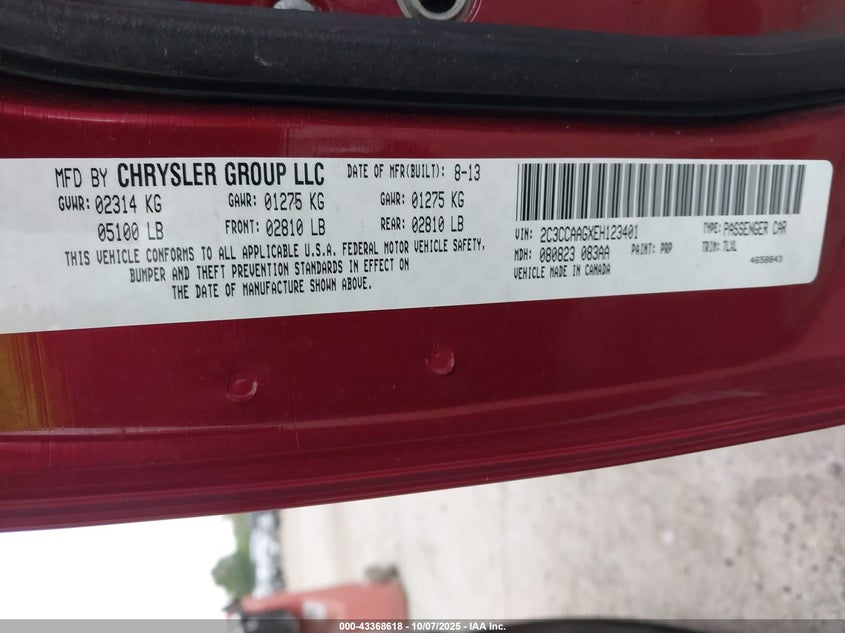 MFD BY CHRYSLER GROUP LLC DATE OF MFR(BUILT): 8-13
GVWR: 02314 KG GAWR: 01275 KG GAWR: 01275 KG
05100 LB FRONT: 02810 LB REAR: 02810 LB
THIS VEHICLE CONFORMS TO ALL APPLICABLE U.S.A. FEDERAL MOTOR VEHICLE SAFETY,
BUMPER AND THEFT PREVENTION STANDARDS IN EFFECT ON
THE DATE OF MANUFACTURE SHOWN ABOVE.
VIN: 2C3CCAAGXEH123401 TYPE: PASSENGER CAR
MDH: 080823 083AA PAINT: PRP TRIM: TLXL
VEHICLE MADE IN CANADA 4658843
000-43368618 | 10/07/2025 - IAA Inc.